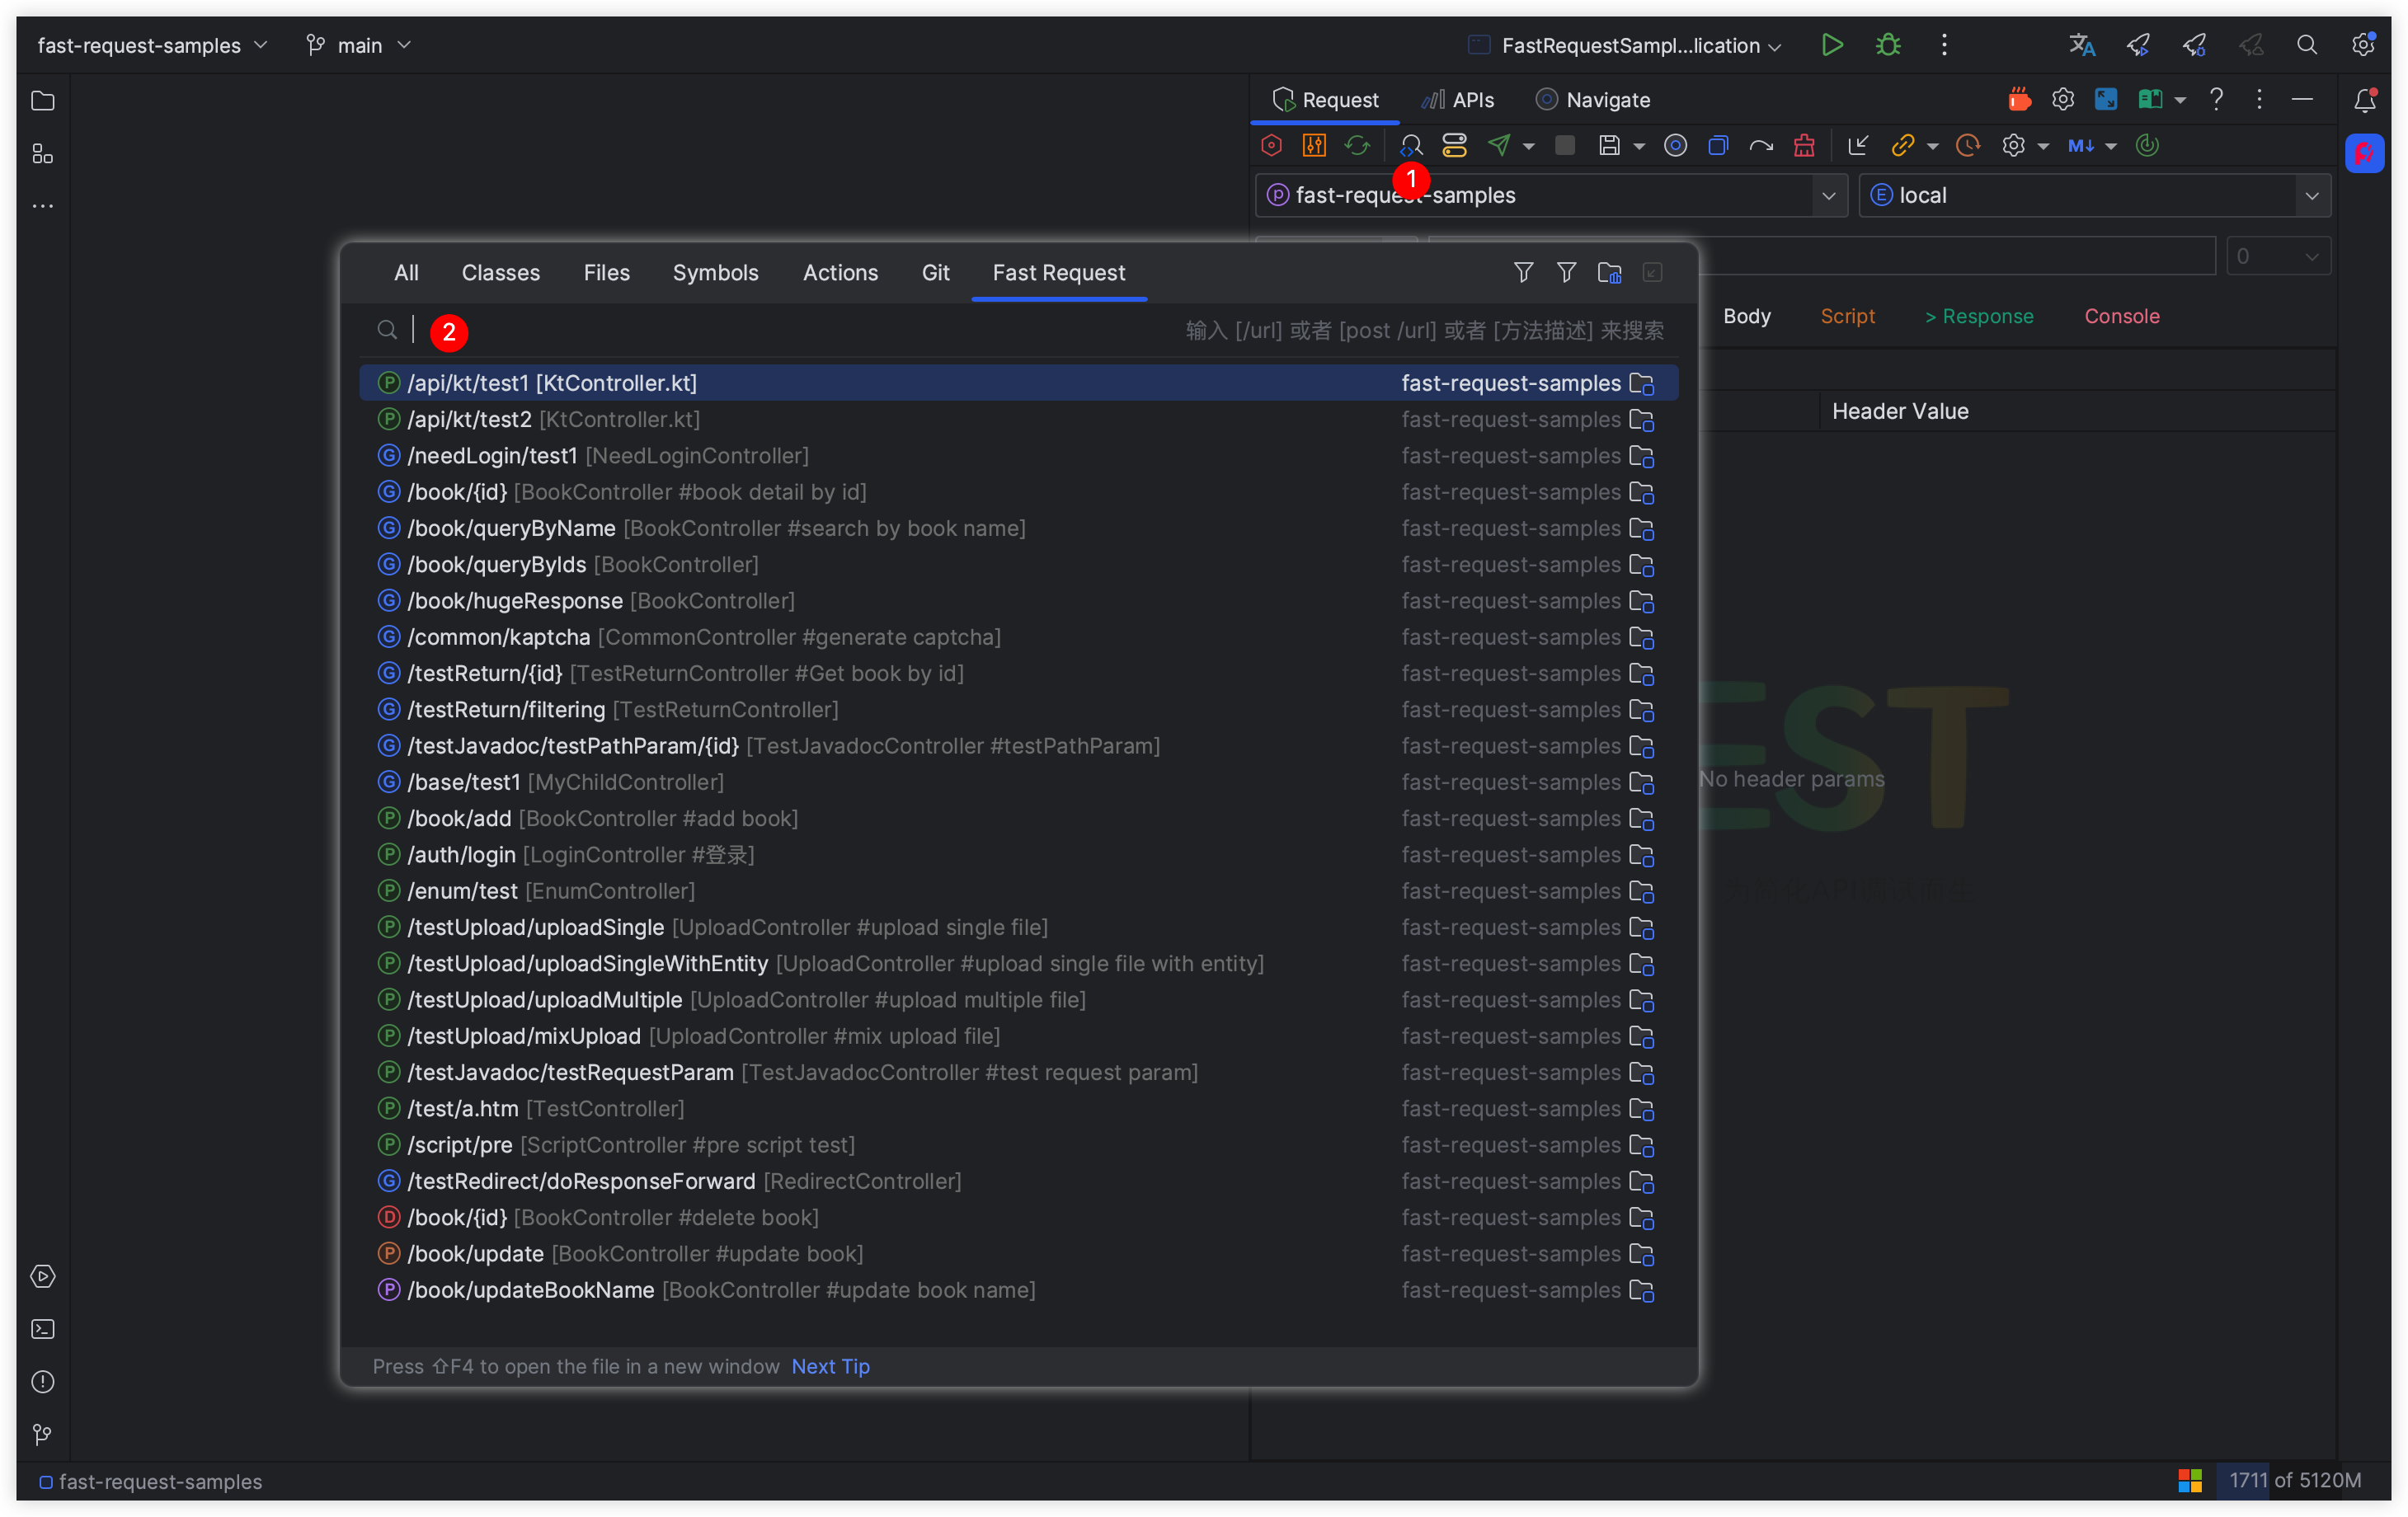 fast-request-samples main FastRequestSampl...lication
Request APIs Navigate
M↓
1
fast-request-samples local
0
All Classes Files Symbols Actions Git Fast Request
Body Script > Response Console
2 输入 [/url] 或者 [post /url] 或者 [方法描述] 来搜索
Header Value
P /api/kt/test1 [KtController.kt] fast-request-samples
P /api/kt/test2 [KtController.kt] fast-request-samples
G /needLogin/test1 [NeedLoginController] fast-request-samples
G /book/{id} [BookController #book detail by id] fast-request-samples
G /book/queryByName [BookController #search by book name] fast-request-samples
G /book/queryByIds [BookController] fast-request-samples
G /book/hugeResponse [BookController] fast-request-samples
G /common/kaptcha [CommonController #generate captcha] fast-request-samples
G /testReturn/{id} [TestReturnController #Get book by id] fast-request-samples
G /testReturn/filtering [TestReturnController] fast-request-samples
G /testJavadoc/testPathParam/{id} [TestJavadocController #testPathParam] fast-request-samples
G /base/test1 [MyChildController] fast-request-samples
EST
No header params
P /book/add [BookController #add book] fast-request-samples
P /auth/login [LoginController #登录] fast-request-samples
P /enum/test [EnumController] fast-request-samples
P /testUpload/uploadSingle [UploadController #upload single file] fast-request-samples
P /testUpload/uploadSingleWithEntity [UploadController #upload single file with entity] fast-request-samples
P /testUpload/uploadMultiple [UploadController #upload multiple file] fast-request-samples
P /testUpload/mixUpload [UploadController #mix upload file] fast-request-samples
P /testJavadoc/testRequestParam [TestJavadocController #test request param] fast-request-samples
P /test/a.htm [TestController] fast-request-samples
P /script/pre [ScriptController #pre script test] fast-request-samples
G /testRedirect/doResponseForward [RedirectController] fast-request-samples
D /book/{id} [BookController #delete book] fast-request-samples
P /book/update [BookController #update book] fast-request-samples
P /book/updateBookName [BookController #update book name] fast-request-samples
Press ⇧F4 to open the file in a new window Next Tip
fast-request-samples 1711 of 5120M